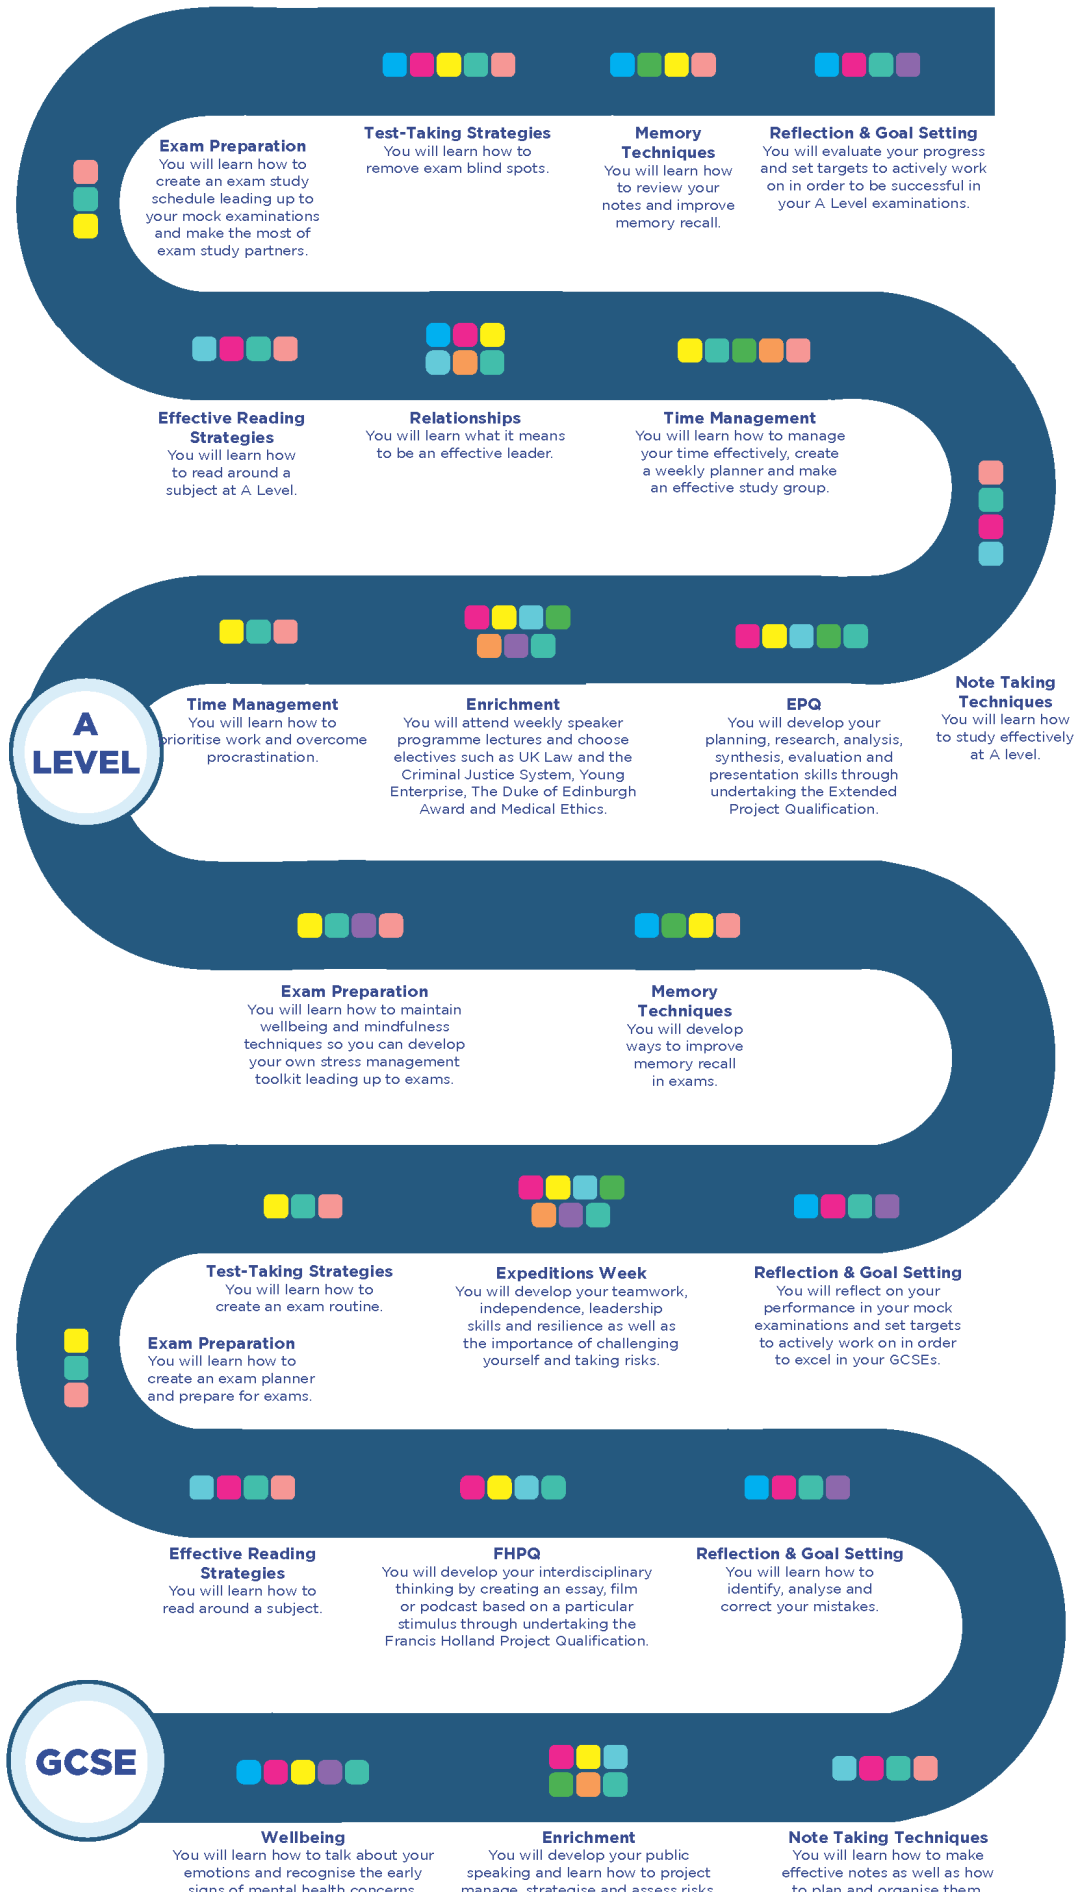 Exam Preparation
You will learn how to
create an exam study
schedule leading up to
your mock examinations
and make the most of
exam study partners.
Test-Taking Strategies
You will learn how to
remove exam blind spots.
Memory
Techniques
You will learn how
to review your
notes and improve
memory recall.
Reflection & Goal Setting
You will evaluate your progress
and set targets to actively work
on in order to be successful in
your A Level examinations.
Effective Reading
Strategies
You will learn how
to read around a
subject at A Level.
Relationships
You will learn what it means
to be an effective leader.
Time Management
You will learn how to manage
your time effectively, create
a weekly planner and make
an effective study group.
A
LEVEL
Time Management
You will learn how to
prioritise work and overcome
procrastination.
Enrichment
You will attend weekly speaker
programme lectures and choose
electives such as UK Law and the
Criminal Justice System, Young
Enterprise, The Duke of Edinburgh
Award and Medical Ethics.
EPQ
You will develop your
planning, research, analysis,
synthesis, evaluation and
presentation skills through
undertaking the Extended
Project Qualification.
Note Taking
Techniques
You will learn how
to study effectively
at A level.
Exam Preparation
You will learn how to maintain
wellbeing and mindfulness
techniques so you can develop
your own stress management
toolkit leading up to exams.
Memory
Techniques
You will develop
ways to improve
memory recall
in exams.
Test-Taking Strategies
You will learn how to
create an exam routine.
Exam Preparation
You will learn how to
create an exam planner
and prepare for exams.
Expeditions Week
You will develop your teamwork,
independence, leadership
skills and resilience as well as
the importance of challenging
yourself and taking risks.
Reflection & Goal Setting
You will reflect on your
performance in your mock
examinations and set targets
to actively work on in order
to excel in your GCSEs.
Effective Reading
Strategies
You will learn how to
read around a subject.
FHPQ
You will develop your interdisciplinary
thinking by creating an essay, film
or podcast based on a particular
stimulus through undertaking the
Francis Holland Project Qualification.
Reflection & Goal Setting
You will learn how to
identify, analyse and
correct your mistakes.
GCSE
Wellbeing
You will learn how to talk about your
emotions and recognise the early
signs of mental health concerns
Enrichment
You will develop your public
speaking and learn how to project
manage, strategise and assess risks
Note Taking Techniques
You will learn how to make
effective notes as well as how
to plan and organise them